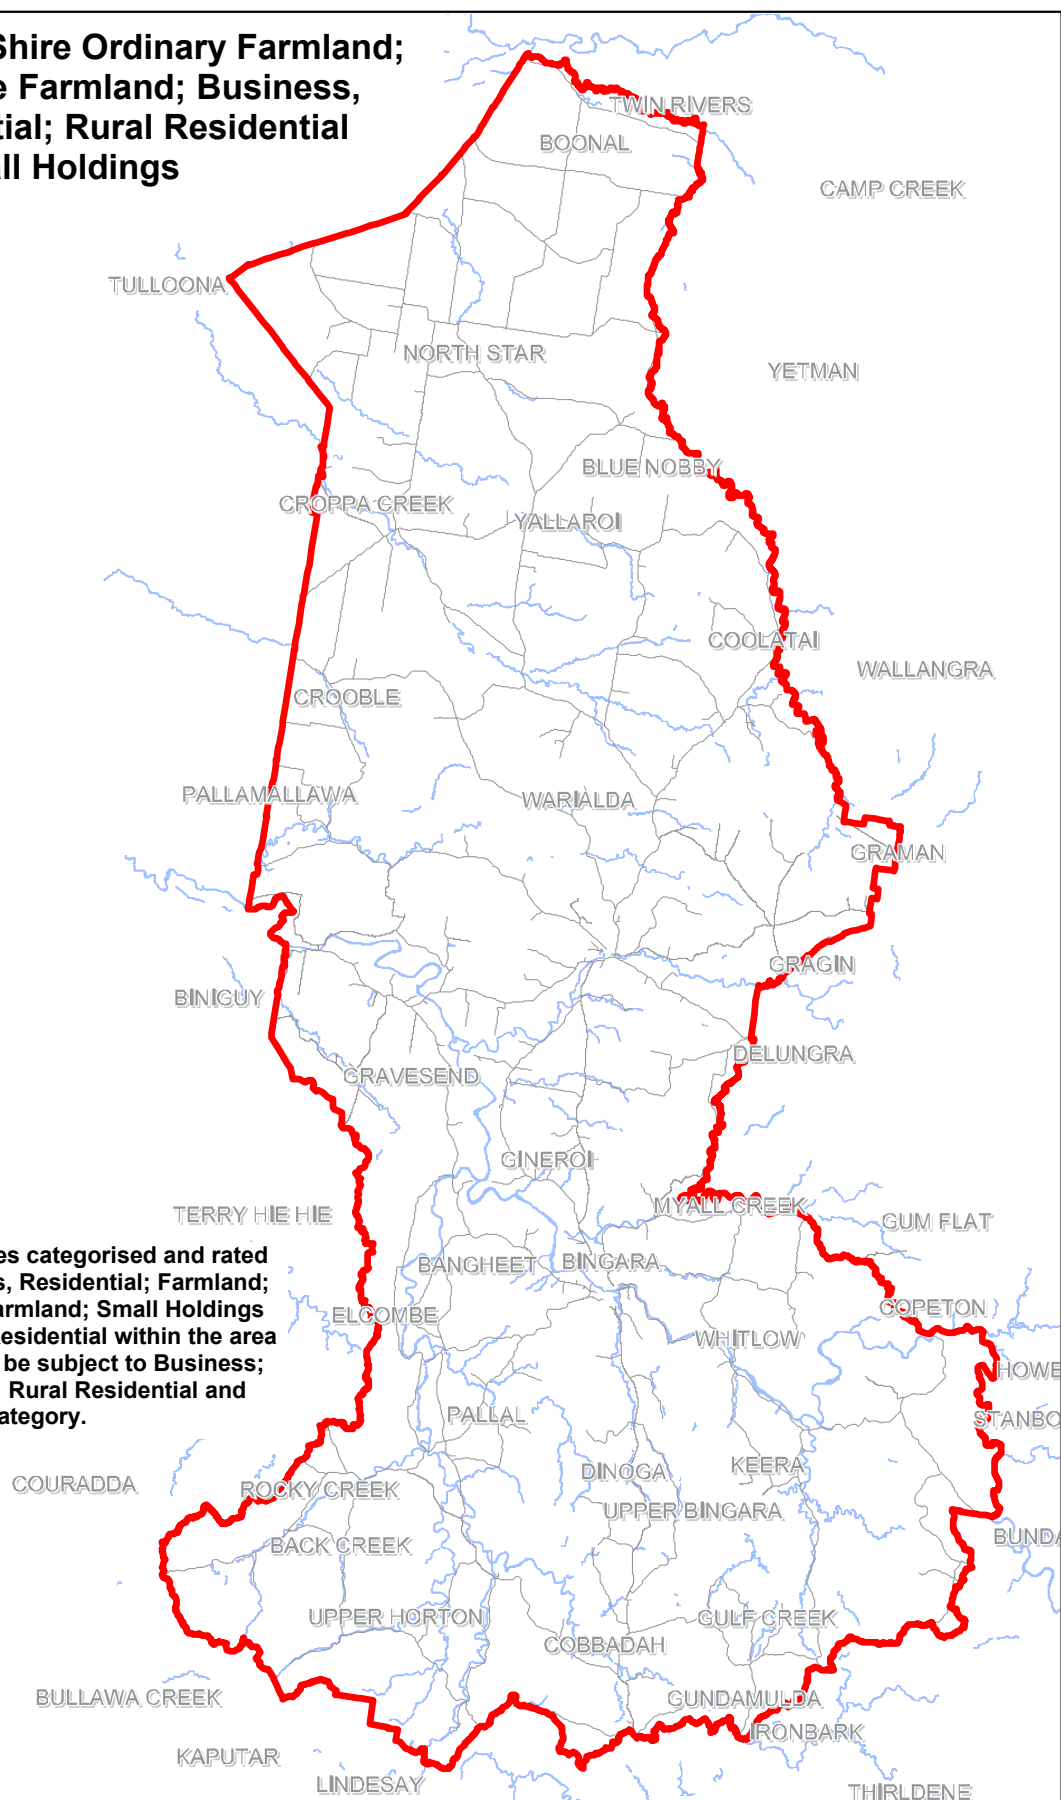 Shire Ordinary Farmland;
e Farmland; Business,
tial; Rural Residential
all Holdings
TWIN RIVERS
BOONAL
CAMP CREEK
TULLOONA
NORTH STAR
YETMAN
BLUE NOBBY
CROPPA CREEK
YALLAROI
COOLATAI
WALLANGRA
CROOBLE
PALLAMALLAWA
WARIALDA
GRAMAN
GRAGIN
BINIGUY
DELUNGRA
GRAVESEND
GINEROI
MYALL CREEK
TERRY HIE HIE
GUM FLAT
es categorised and rated
s, Residential; Farmland;
armland; Small Holdings
Residential within the area
be subject to Business;
Rural Residential and
ategory.
BANGHEET
BINGARA
ELCOMBE
COPETON
WHITLOW
HOWE
PALLAL
STANBO
COURADDA
DINOGA
KEERA
ROCKY CREEK
UPPER BINGARA
BACK CREEK
BUNDA
UPPER HORTON
GULF CREEK
COBBADAH
BULLAWA CREEK
GUNDAMULDA
IRONBARK
KAPUTAR
LINDESAY
THIRLDENE